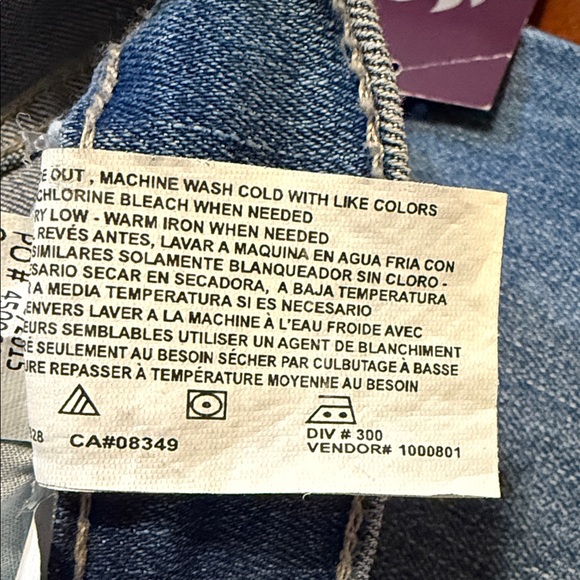 E OUT , MACHINE WASH COLD WITH LIKE COLORS
CHLORINE BLEACH WHEN NEEDED
RY LOW - WARM IRON WHEN NEEDED
REVÉS ANTES, LAVAR A MAQUINA EN AGUA FRIA CON
SIMILARES SOLAMENTE BLANQUEADOR SIN CLORO -
ESARIO SECAR EN SECADORA, A BAJA TEMPERATURA
A MEDIA TEMPERATURA SI ES NECESARIO
ENVERS LAVER A LA MACHINE À L'EAU FROIDE AVEC
EURS SEMBLABLES UTILISER UN AGENT DE BLANCHIMENT
É SEULEMENT AU BESOIN SÉCHER PAR CULBUTAGE À BASSE
URE REPASSER À TEMPÉRATURE MOYENNE AU BESOIN
328 CA#08349
DIV # 300
VENDOR# 1000801
PO #